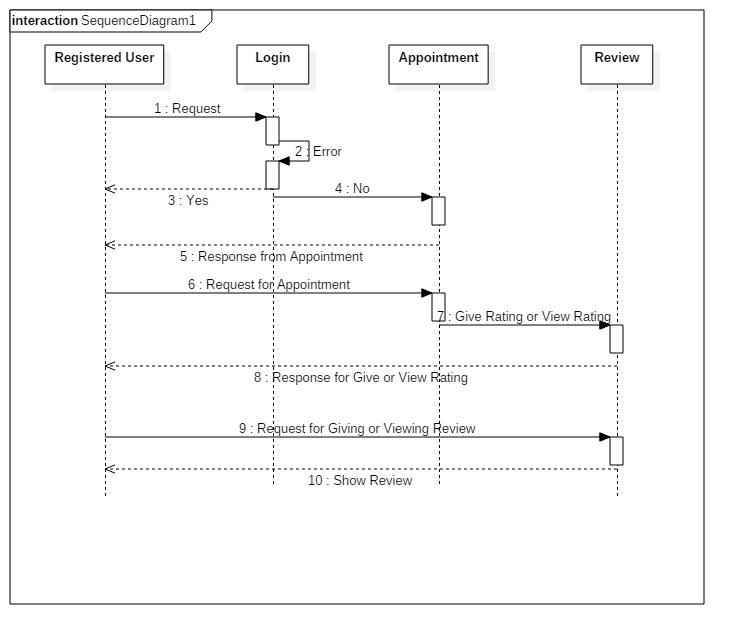 interaction SequenceDiagram1
Registered User
Login
Appointment
Review
1 : Request
2 : Error
3 : Yes
4 : No
5 : Response from Appointment
6 : Request for Appointment
7 : Give Rating or View Rating
8 : Response for Give or View Rating
9 : Request for Giving or Viewing Review
10 : Show Review